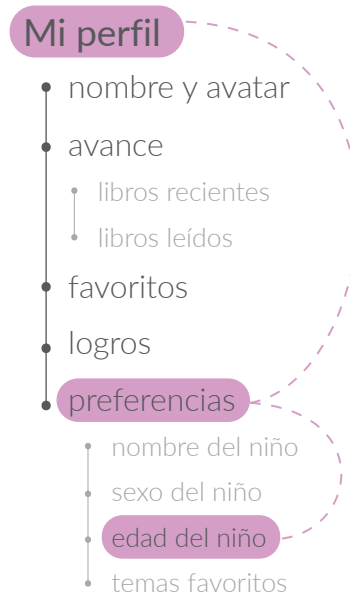 Mi perfil
nombre y avatar
avance
libros recientes
libros leídos
favoritos
logros
preferencias
nombre del niño
sexo del niño
edad del niño
temas favoritos